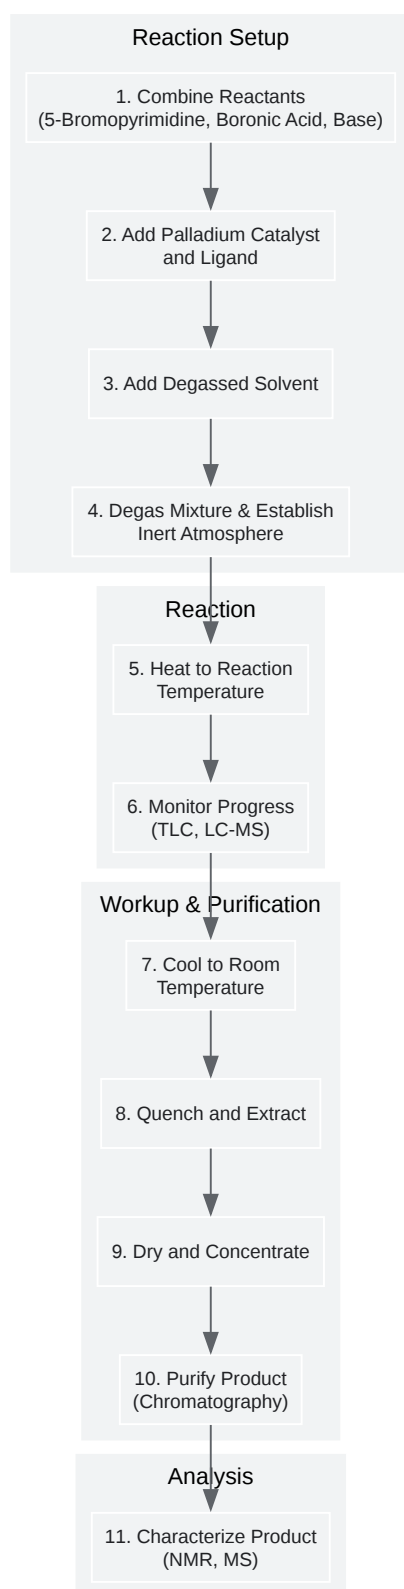 Reaction Setup
1. Combine Reactants
(5-Bromopyrimidine, Boronic Acid, Base)
2. Add Palladium Catalyst
and Ligand
3. Add Degassed Solvent
4. Degas Mixture & Establish
Inert Atmosphere
Reaction
5. Heat to Reaction
Temperature
6. Monitor Progress
(TLC, LC-MS)
Workup & Purification
7. Cool to Room
Temperature
8. Quench and Extract
9. Dry and Concentrate
10. Purify Product
(Chromatography)
Analysis
11. Characterize Product
(NMR, MS)